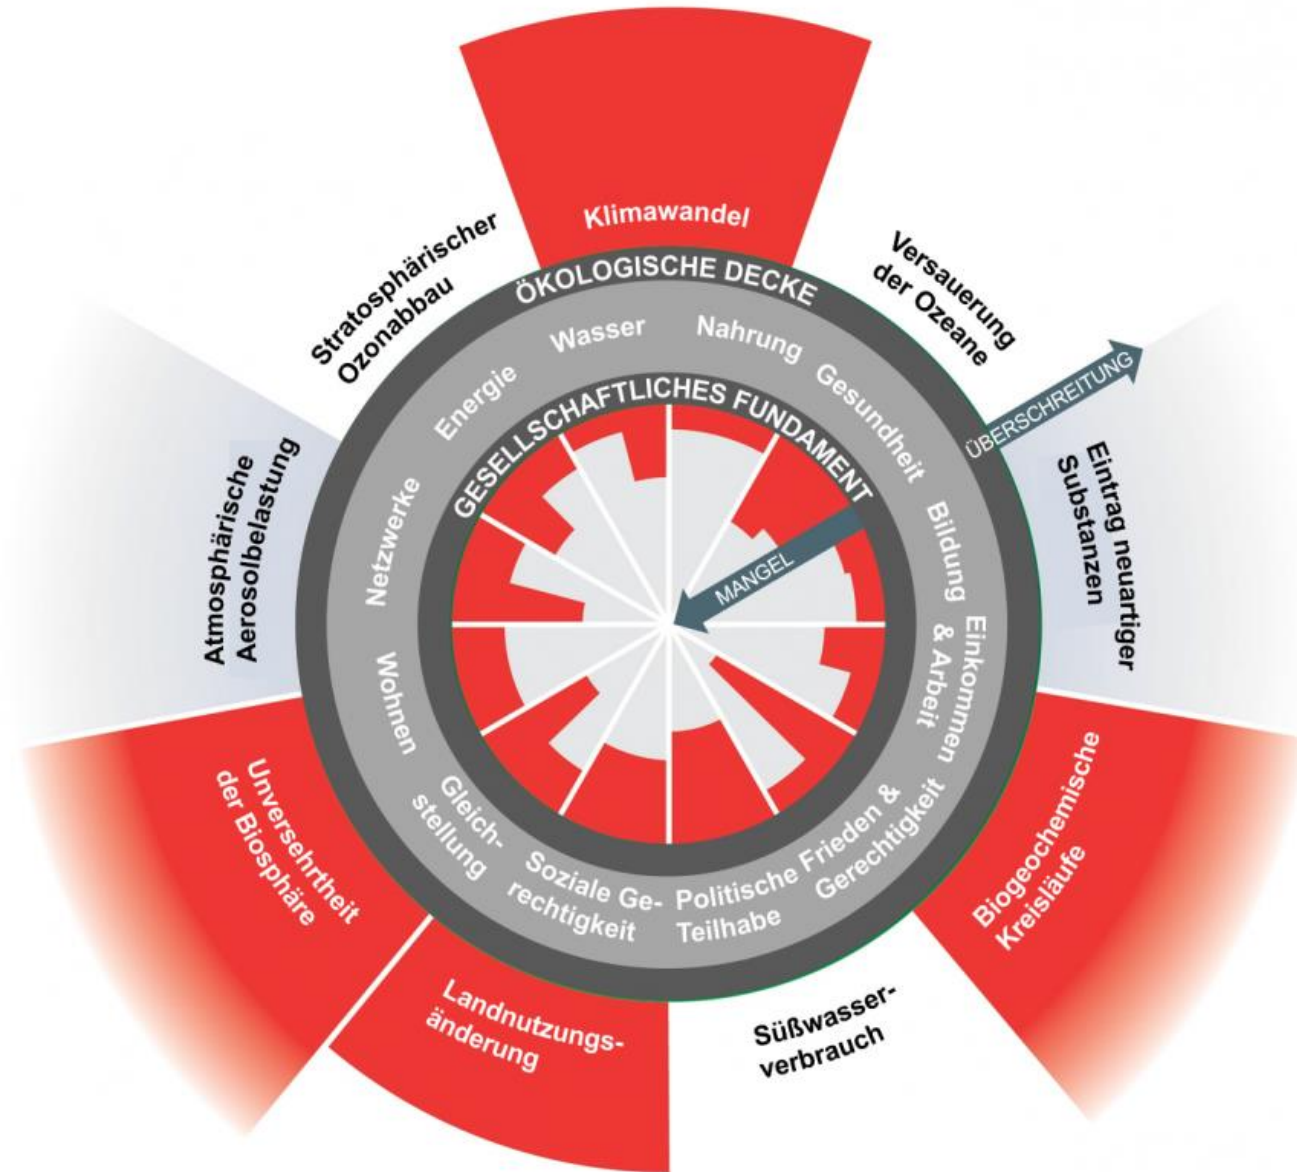 Klimawandel
Versauerung
der Ozeane
ÜBERSCHREITUNG
Eintrag neuartiger
Substanzen
Biogeochemische
Kreisläufe
Süßwasser-
verbrauch
Landnutzungs-
änderung
Unversehrtheit
der Biosphäre
Atmosphärische
Aerosolbelastung
Stratosphärischer
Ozonabbau
ÖKOLOGISCHE DECKE
Wasser
Nahrung
Gesundheit
Bildung
Einkommen
& Arbeit
Frieden &
Gerechtigkeit
Politische
Teilhabe
Soziale Ge-
rechtigkeit
Gleich-
stellung
Wohnen
Netzwerke
Energie
GESELLSCHAFTLICHES FUNDAMENT
MANGEL